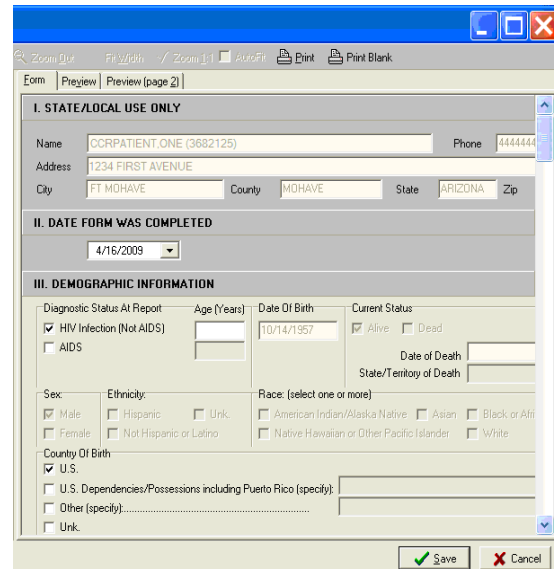 Zoom Out Fit Width Zoom 1:1 AutoFit Print Print Blank
Form Preview Preview (page 2)
I. STATE/LOCAL USE ONLY
Name CCRPATIENT,ONE (3682125) Phone 4444444
Address 1234 FIRST AVENUE
City FT MOHAVE County MOHAVE State ARIZONA Zip
II. DATE FORM WAS COMPLETED
4/16/2009
III. DEMOGRAPHIC INFORMATION
Diagnostic Status At Report Age (Years) Date Of Birth Current Status
HIV Infection (Not AIDS) 10/14/1957 Alive Dead
AIDS Date of Death
State/Territory of Death
Sex: Ethnicity: Race: (select one or more)
Male Hispanic Unk. American Indian/Alaska Native Asian Black or Afri
Female Not Hispanic or Latino Native Hawaiian or Other Pacific Islander White
Country Of Birth
U.S.
U.S. Dependencies/Possessions including Puerto Rico (specify):
Other (specify):...............................................................
Unk.
Save Cancel